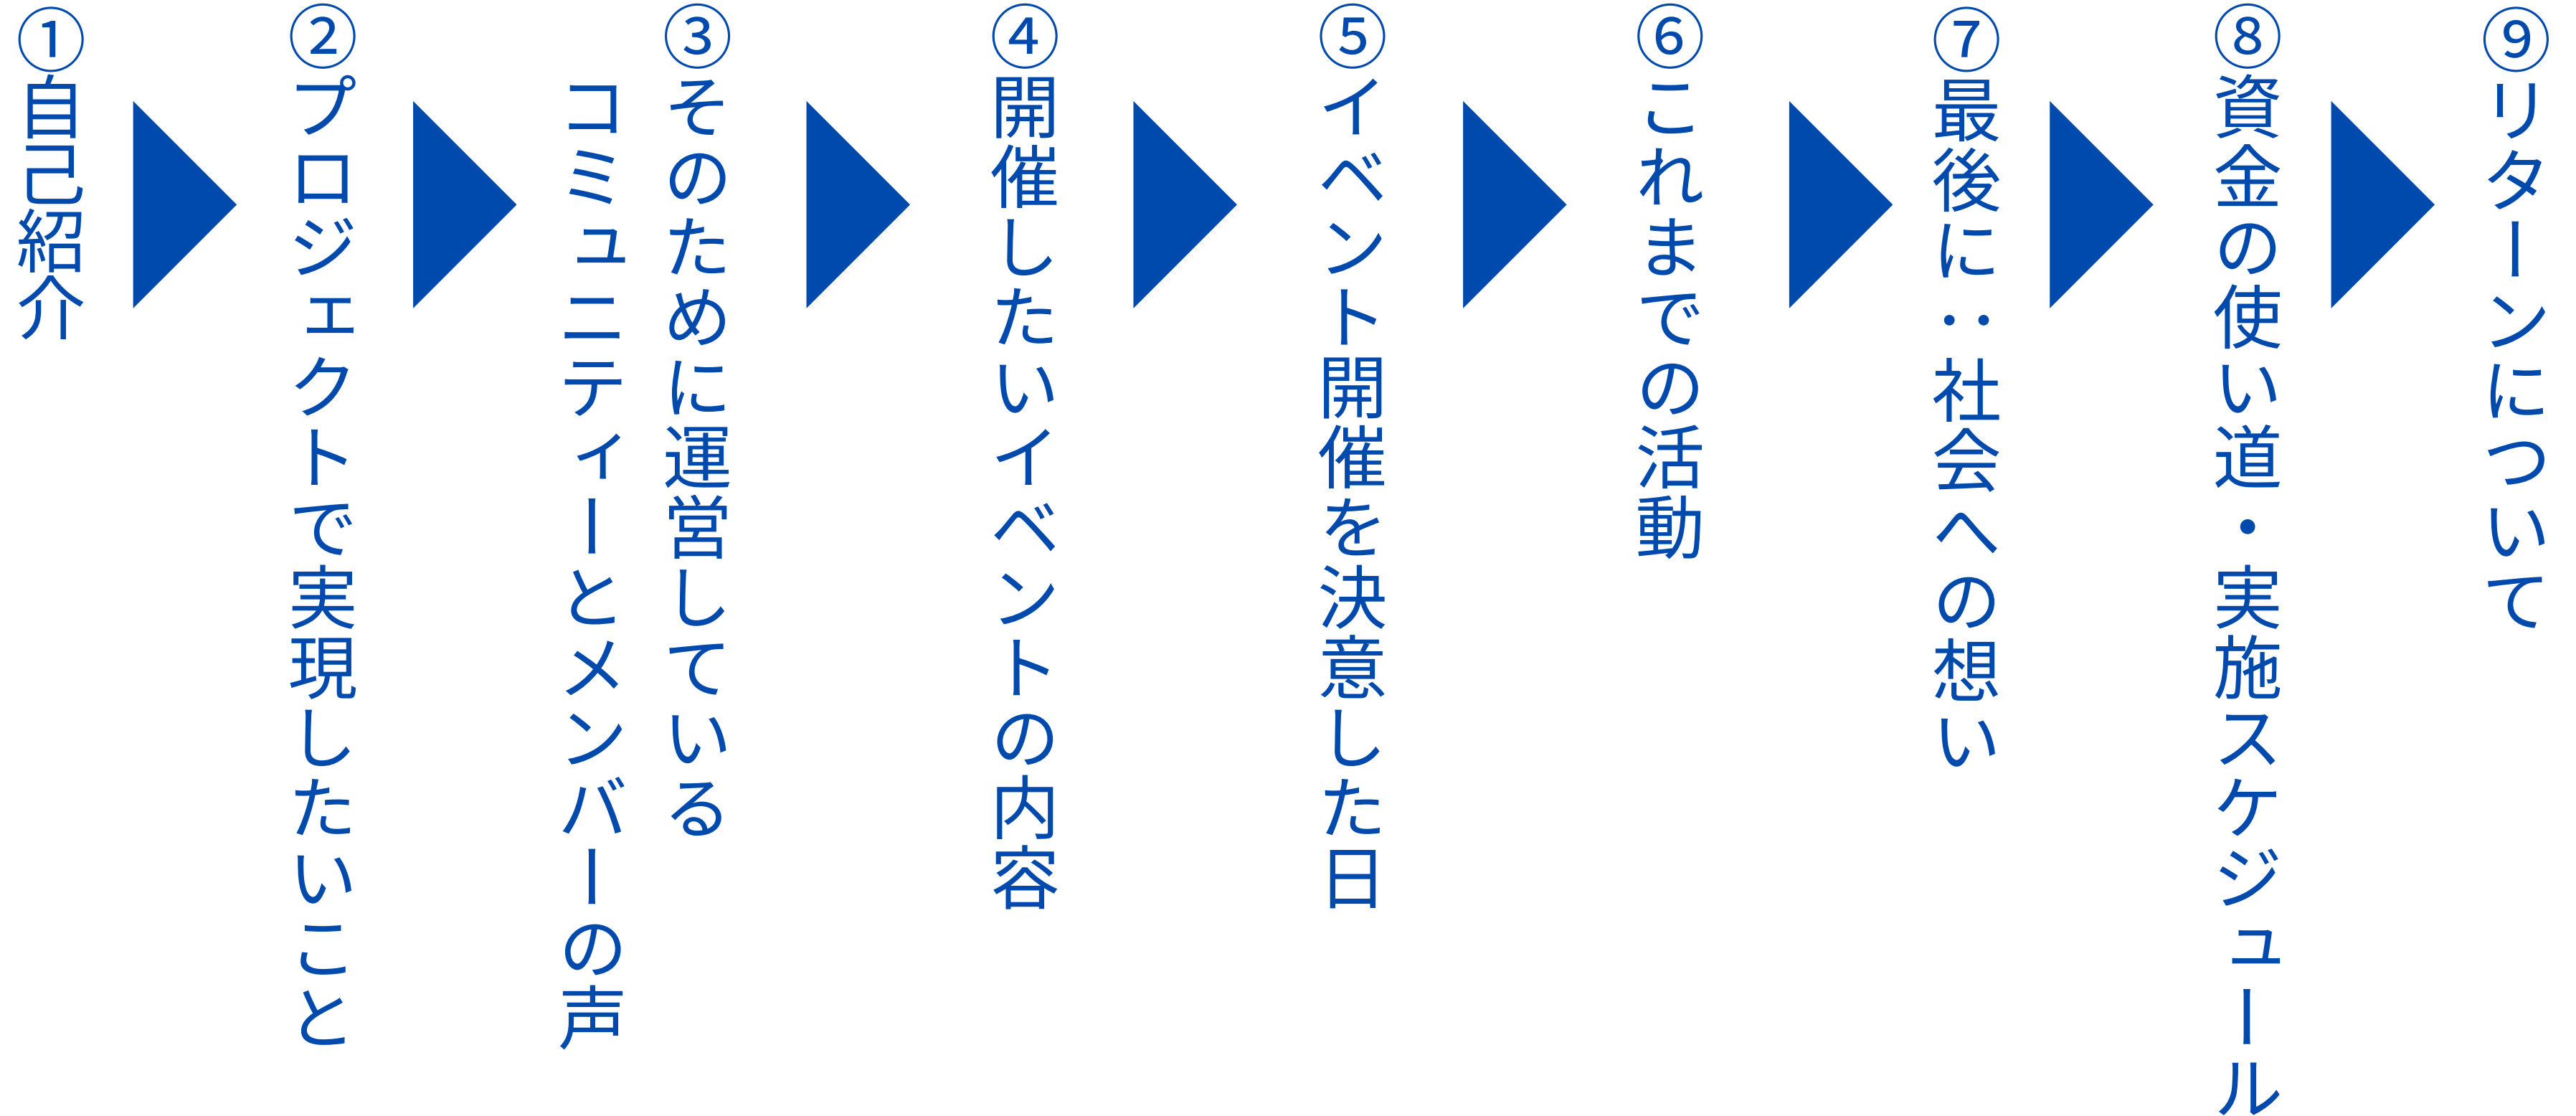 ①自己紹介
②プロジェクトで実現したいこと
③そのために運営している
コミュニティーとメンバーの声
④開催したいイベントの内容
⑤イベント開催を決意した日
⑥これまでの活動
⑦最後に：社会への想い
⑧資金の使い道・実施スケジュール
⑨リターンについて